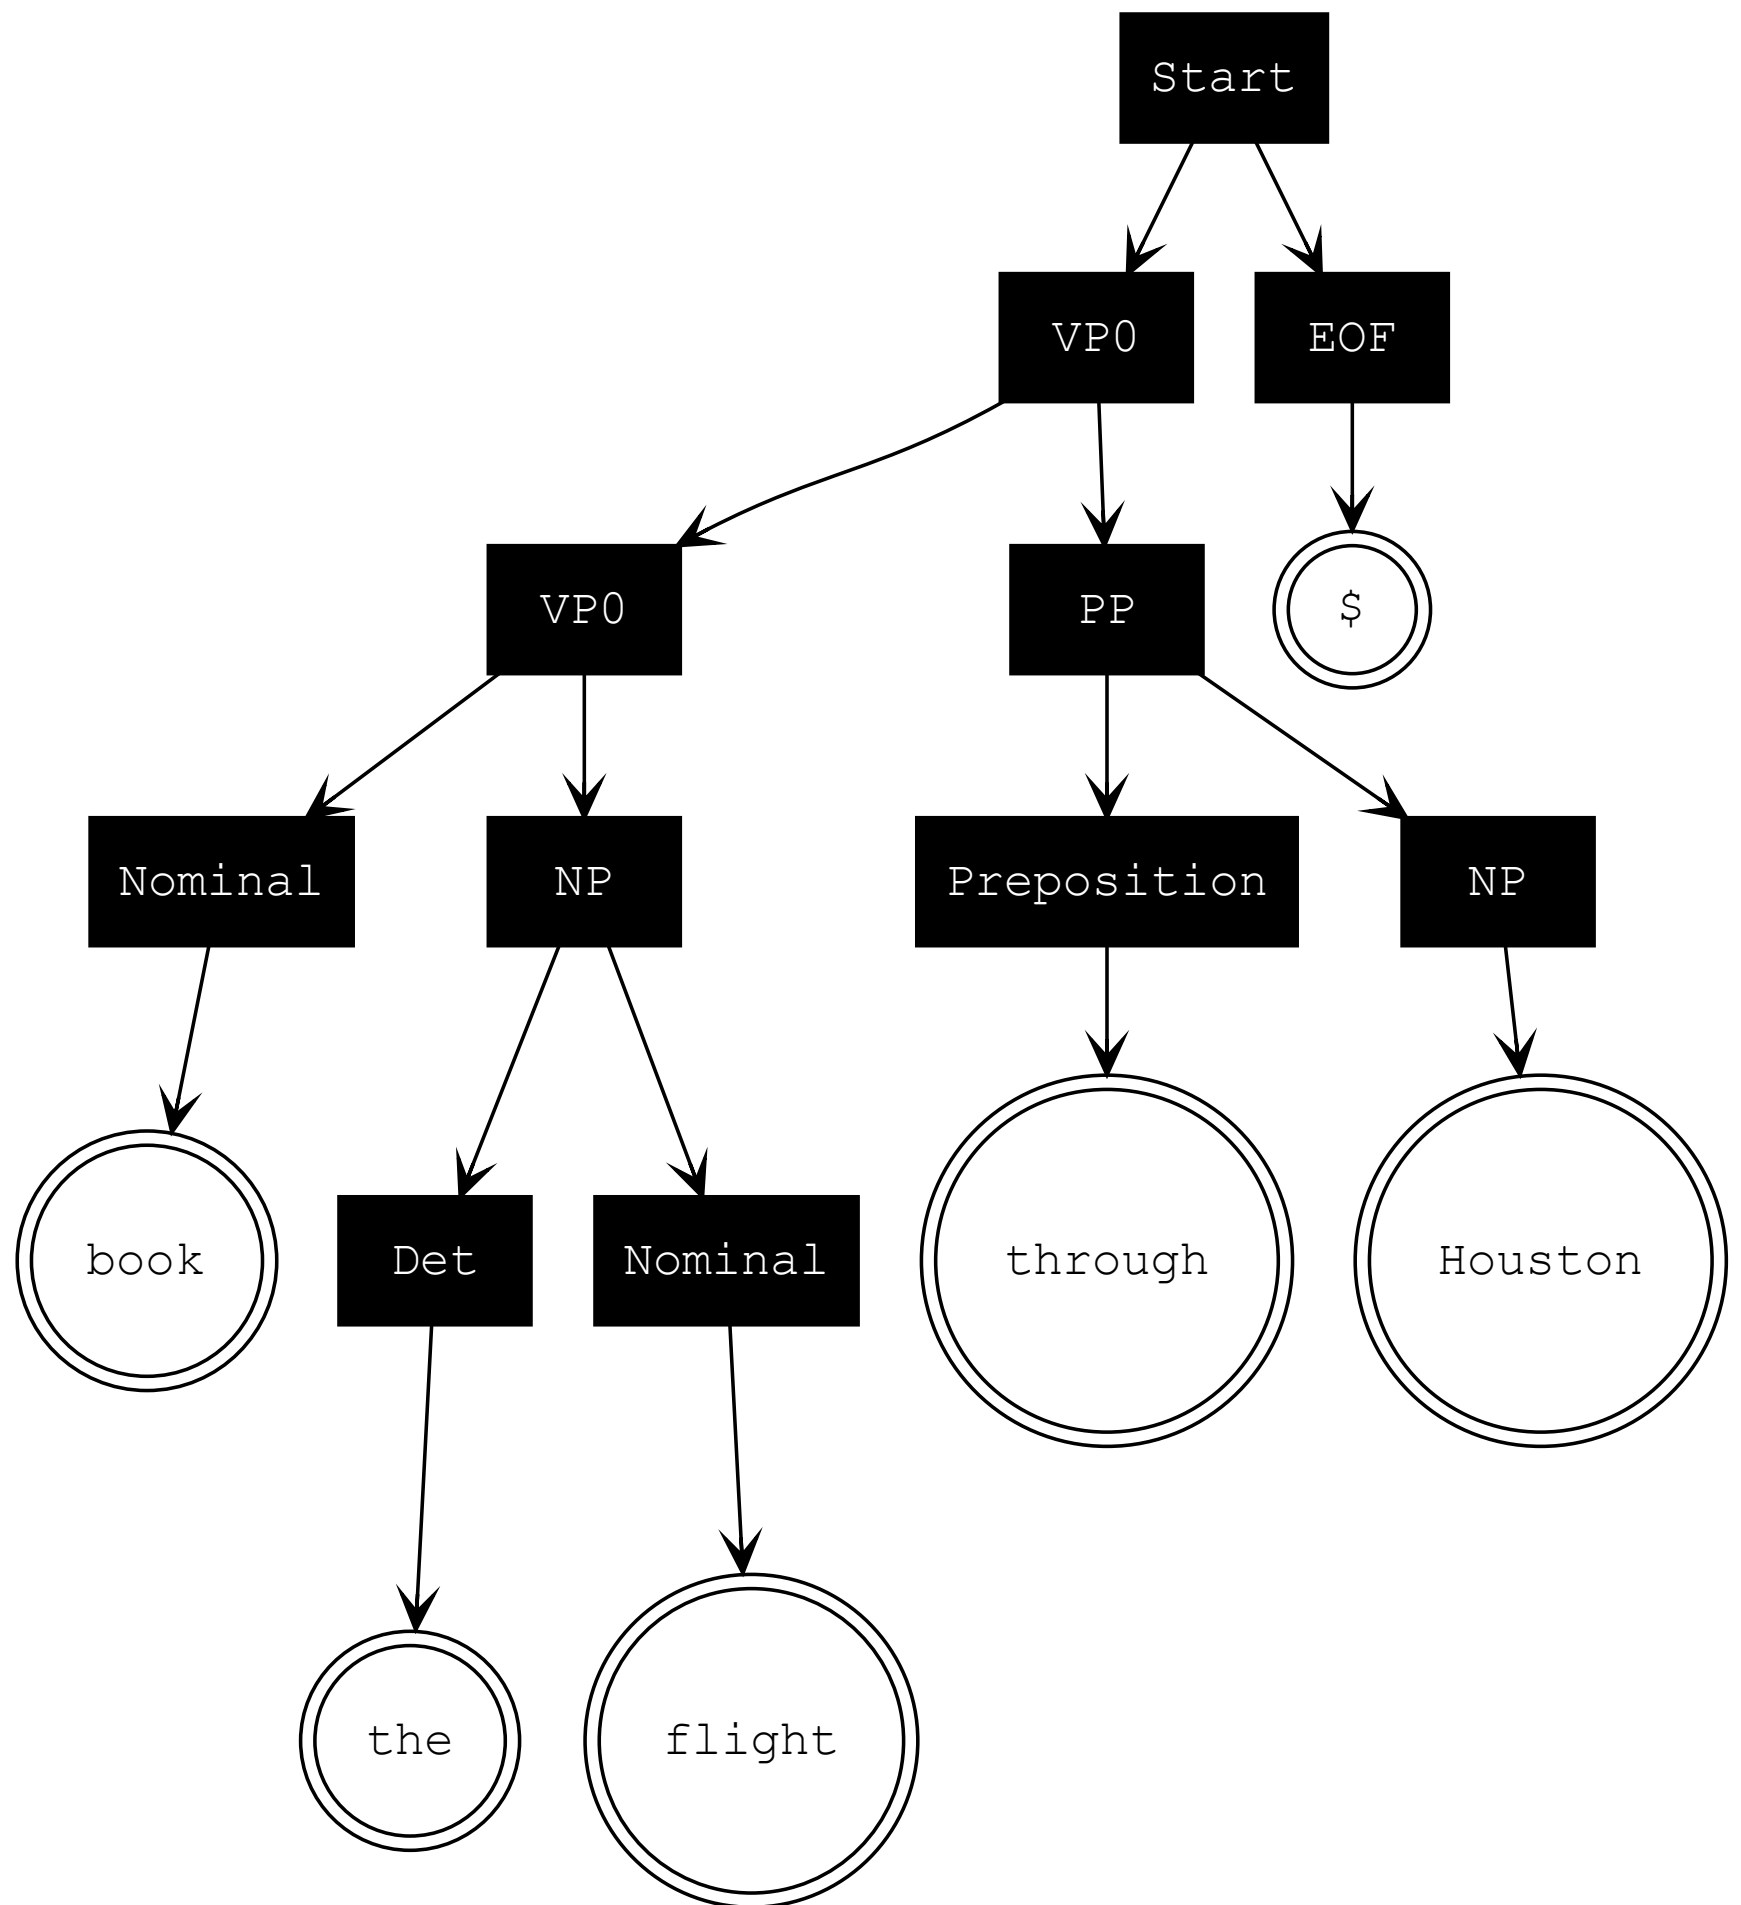 Start
VP0 EOF
VP0 PP $
Nominal NP Preposition NP
book Det Nominal through Houston
the flight